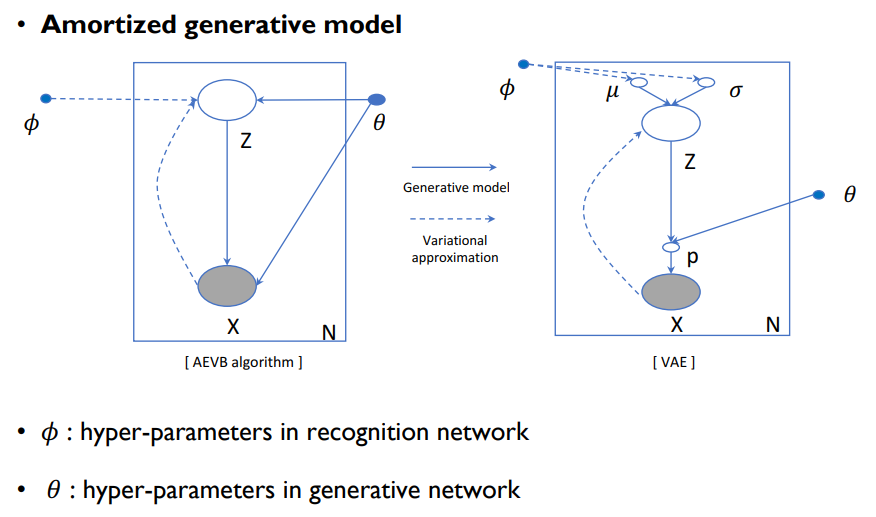 • Amortized generative model
ϕ
Z
θ
X
N
[ AEVB algorithm ]
Generative model
Variational
approximation
ϕ
μ
σ
Z
θ
p
X
N
[ VAE ]
• ϕ : hyper-parameters in recognition network
• θ : hyper-parameters in generative network